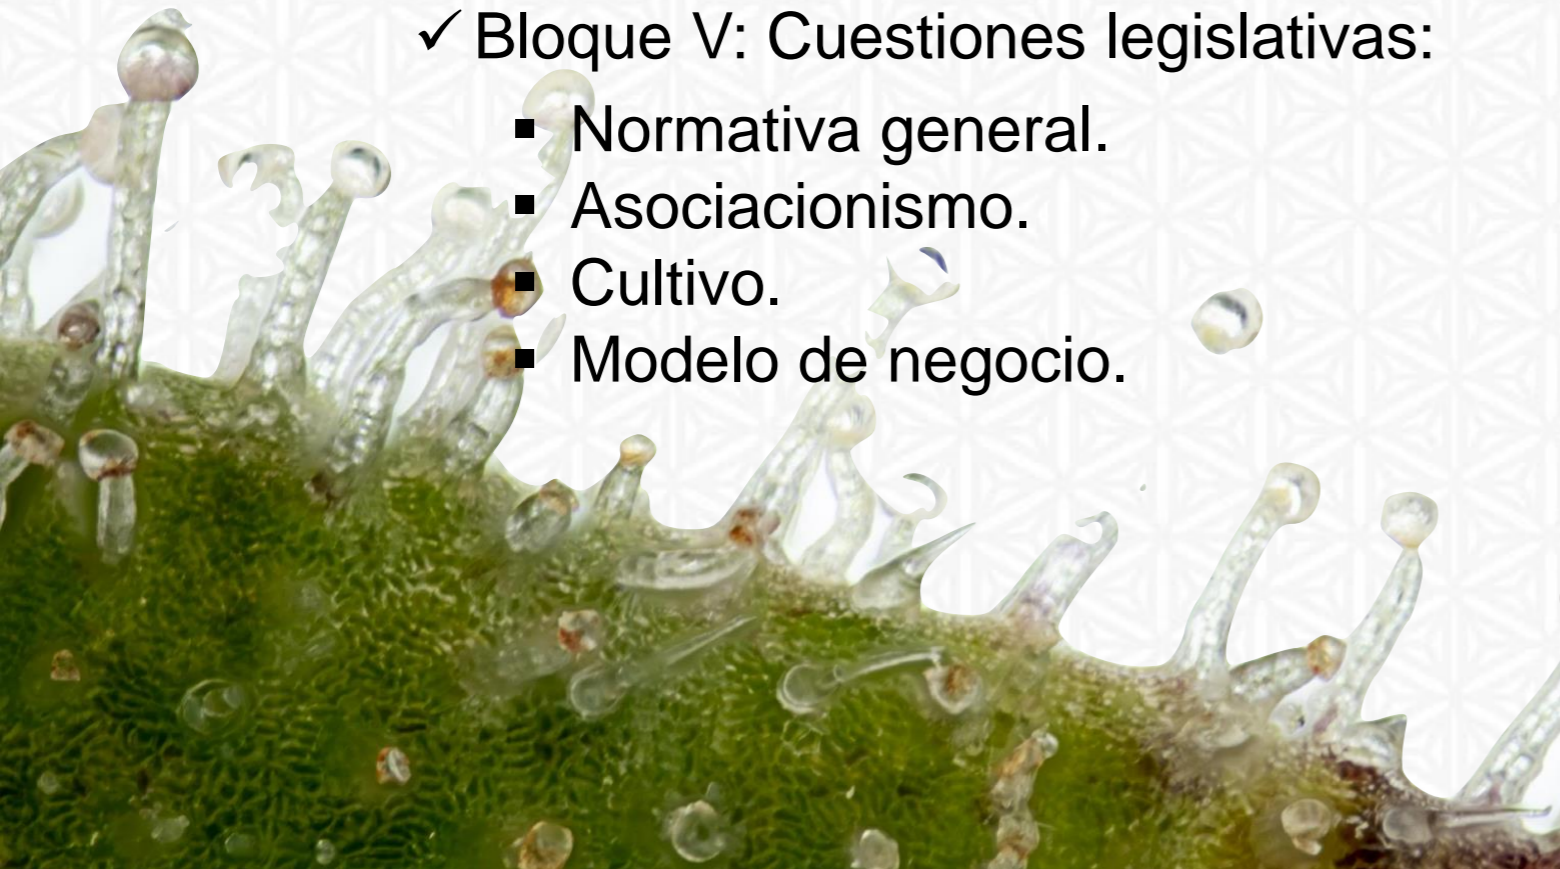 ✓ Bloque V: Cuestiones legislativas:
▪ Normativa general.
▪ Asociacionismo.
▪ Cultivo.
▪ Modelo de negocio.